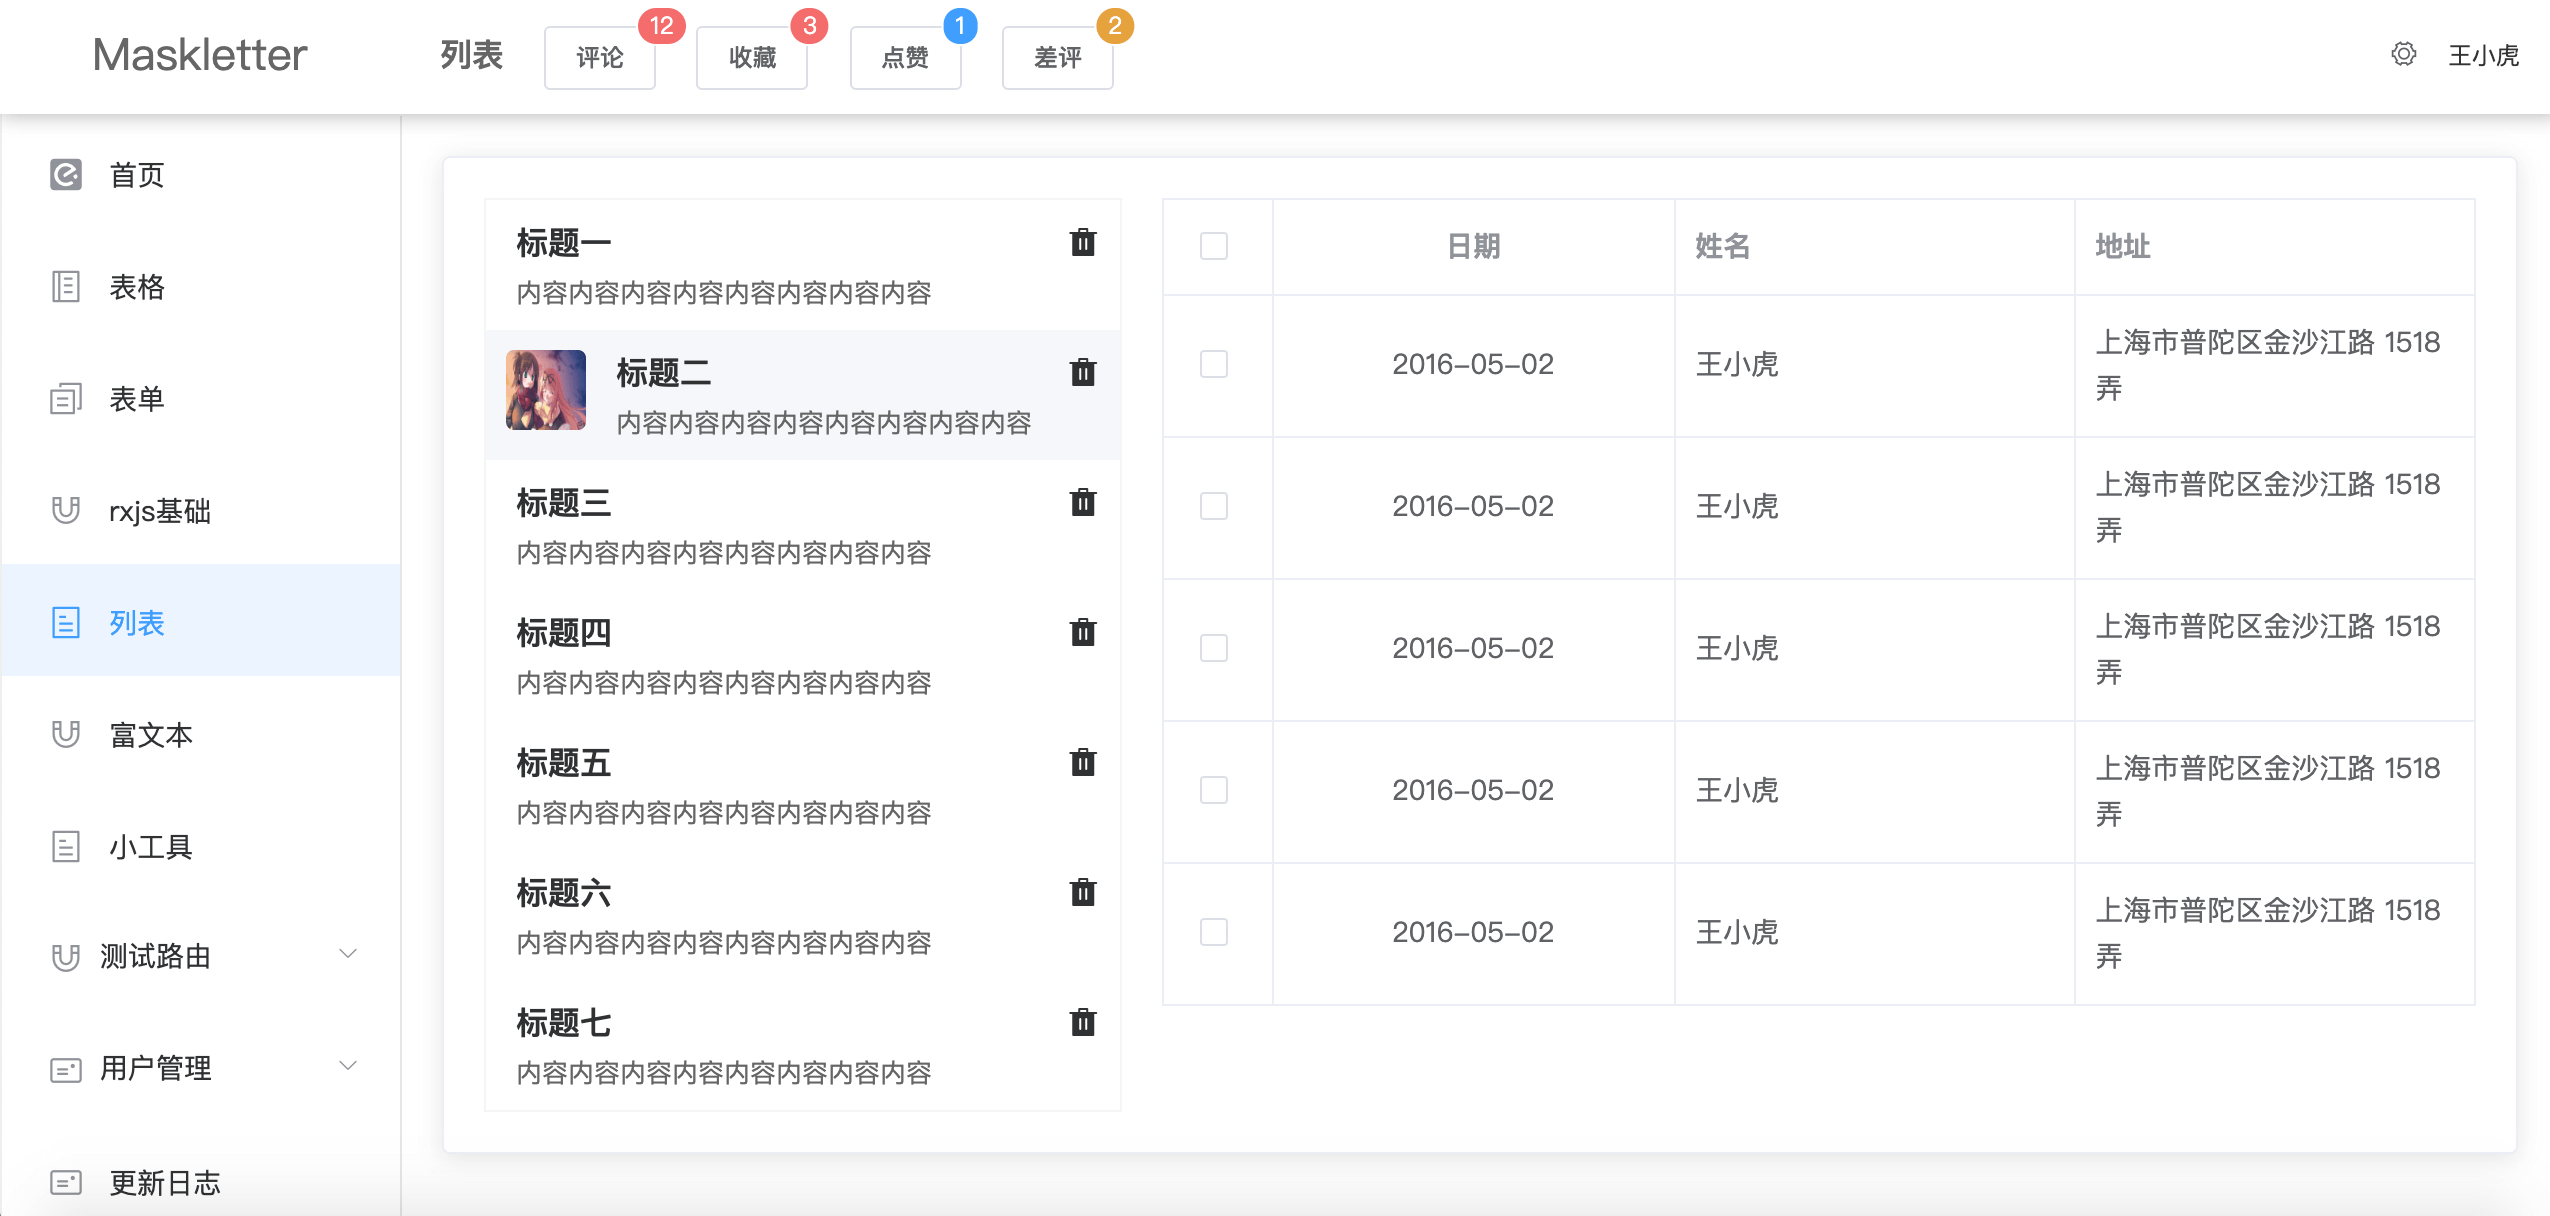 Maskletter
列表
评论 12
收藏 3
点赞 1
差评 2
王小虎
首页
表格
表单
rxjs基础
列表
富文本
小工具
测试路由
用户管理
更新日志
标题一
内容内容内容内容内容内容内容内容
标题二
内容内容内容内容内容内容内容内容
标题三
内容内容内容内容内容内容内容内容
标题四
内容内容内容内容内容内容内容内容
标题五
内容内容内容内容内容内容内容内容
标题六
内容内容内容内容内容内容内容内容
标题七
内容内容内容内容内容内容内容内容
日期 姓名 地址
2016-05-02 王小虎 上海市普陀区金沙江路 1518
弄
2016-05-02 王小虎 上海市普陀区金沙江路 1518
弄
2016-05-02 王小虎 上海市普陀区金沙江路 1518
弄
2016-05-02 王小虎 上海市普陀区金沙江路 1518
弄
2016-05-02 王小虎 上海市普陀区金沙江路 1518
弄